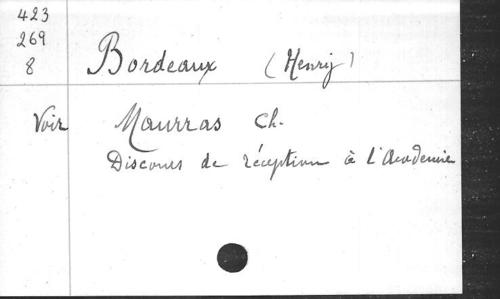 423
269
8 Bordeaux (Henry)
Voir Maurras Ch.
Discours de réception à l'Académie